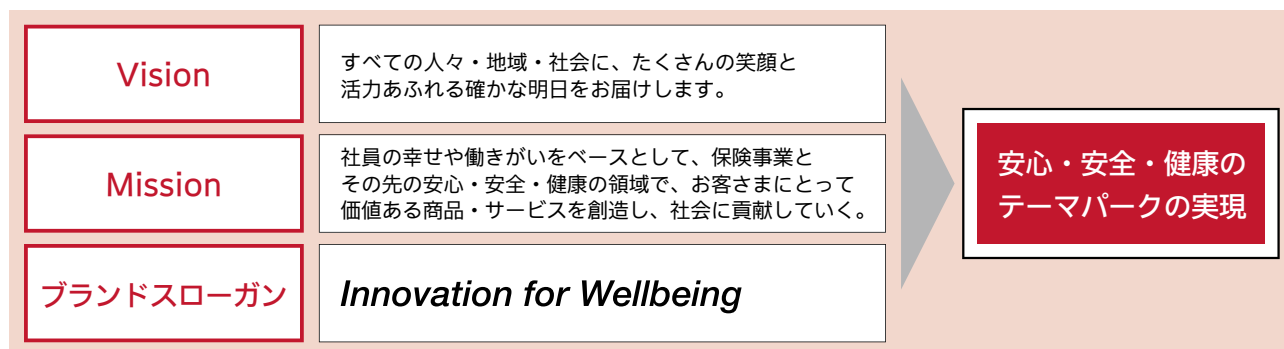 Vision
すべての人々・地域・社会に、たくさんの笑顔と
活力あふれる確かな明日をお届けします。
Mission
社員の幸せや働きがいをベースとして、保険事業と
その先の安心・安全・健康の領域で、お客さまにとって
価値ある商品・サービスを創造し、社会に貢献していく。
ブランドスローガン
Innovation for Wellbeing
安心・安全・健康の
テーマパークの実現